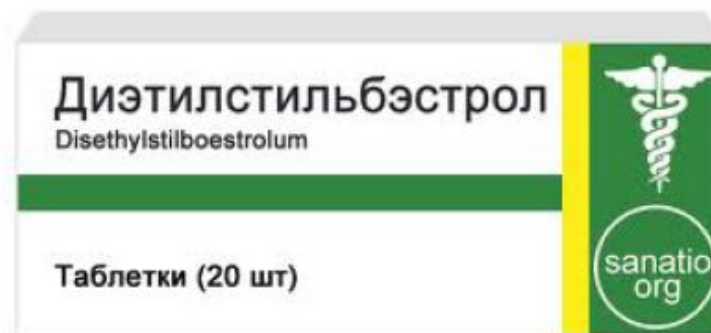 Диэтилстильбэстрол
Disethylstilboestrolum
Таблетки (20 шт)
sanatio
org